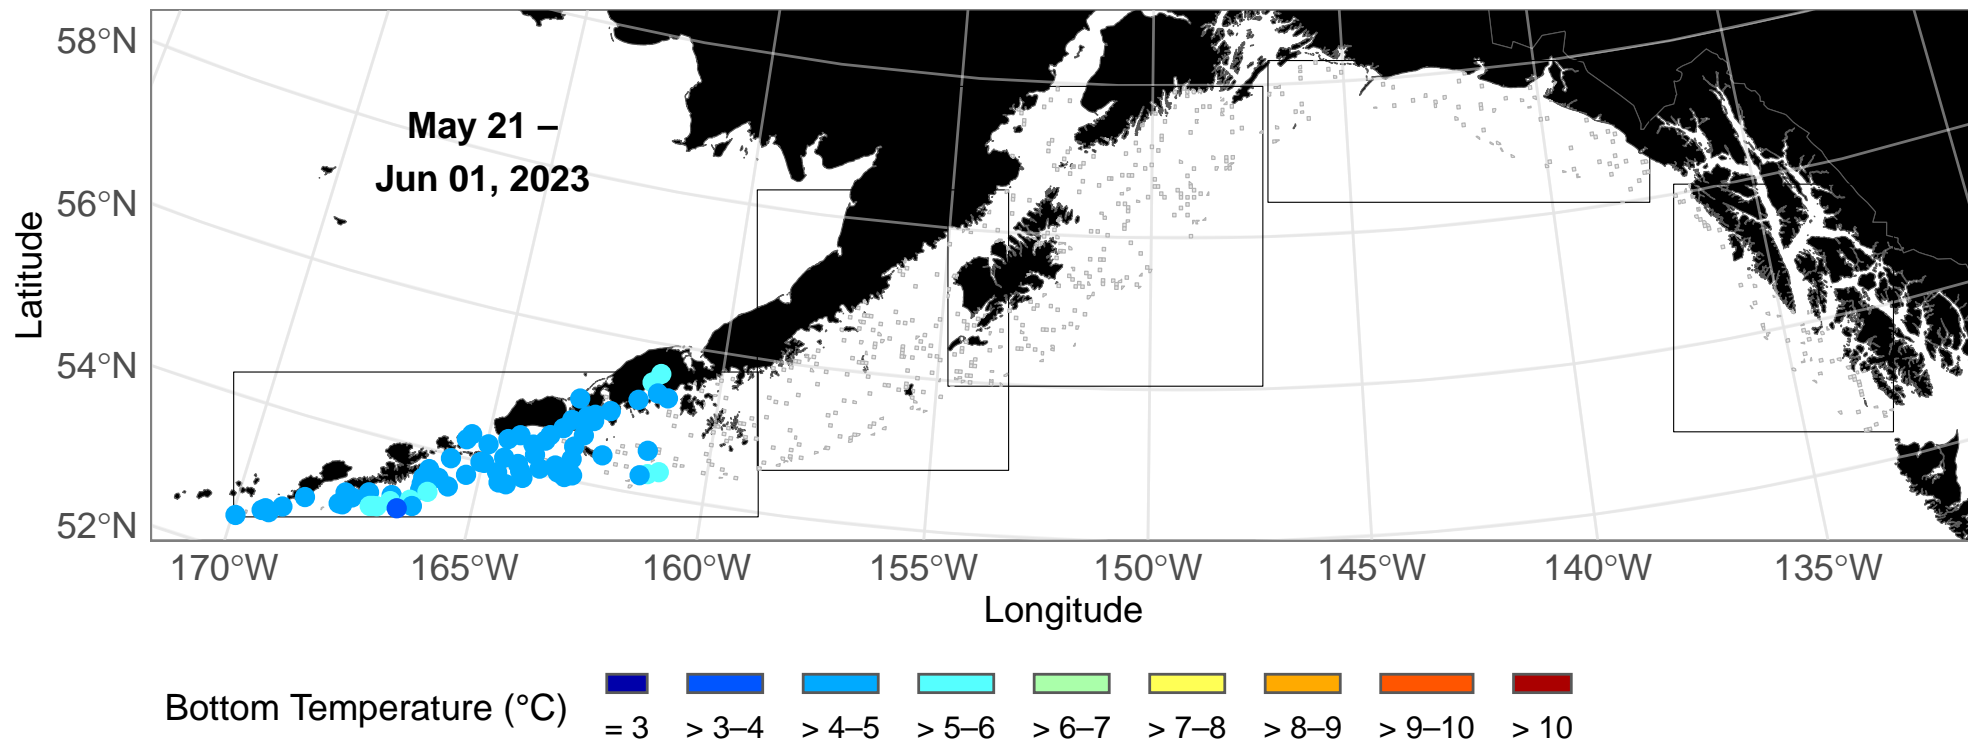 58°N
56°N
54°N
52°N
Latitude
May 21 –
Jun 01, 2023
170°W 165°W 160°W 155°W 150°W 145°W 140°W 135°W
Longitude
Bottom Temperature (°C)
= 3 > 3–4 > 4–5 > 5–6 > 6–7 > 7–8 > 8–9 > 9–10 > 10